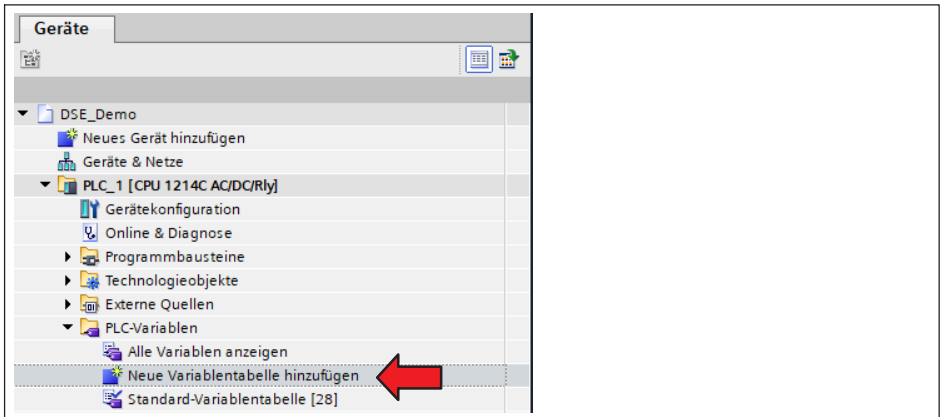 Geräte
DSE_Demo
Neues Gerät hinzufügen
Geräte & Netze
PLC_1 [CPU 1214C AC/DC/Rly]
Gerätekonfiguration
Online & Diagnose
Programmbausteine
Technologieobjekte
Externe Quellen
PLC-Variablen
Alle Variablen anzeigen
Neue Variablentabelle hinzufügen
Standard-Variablentabelle [28]